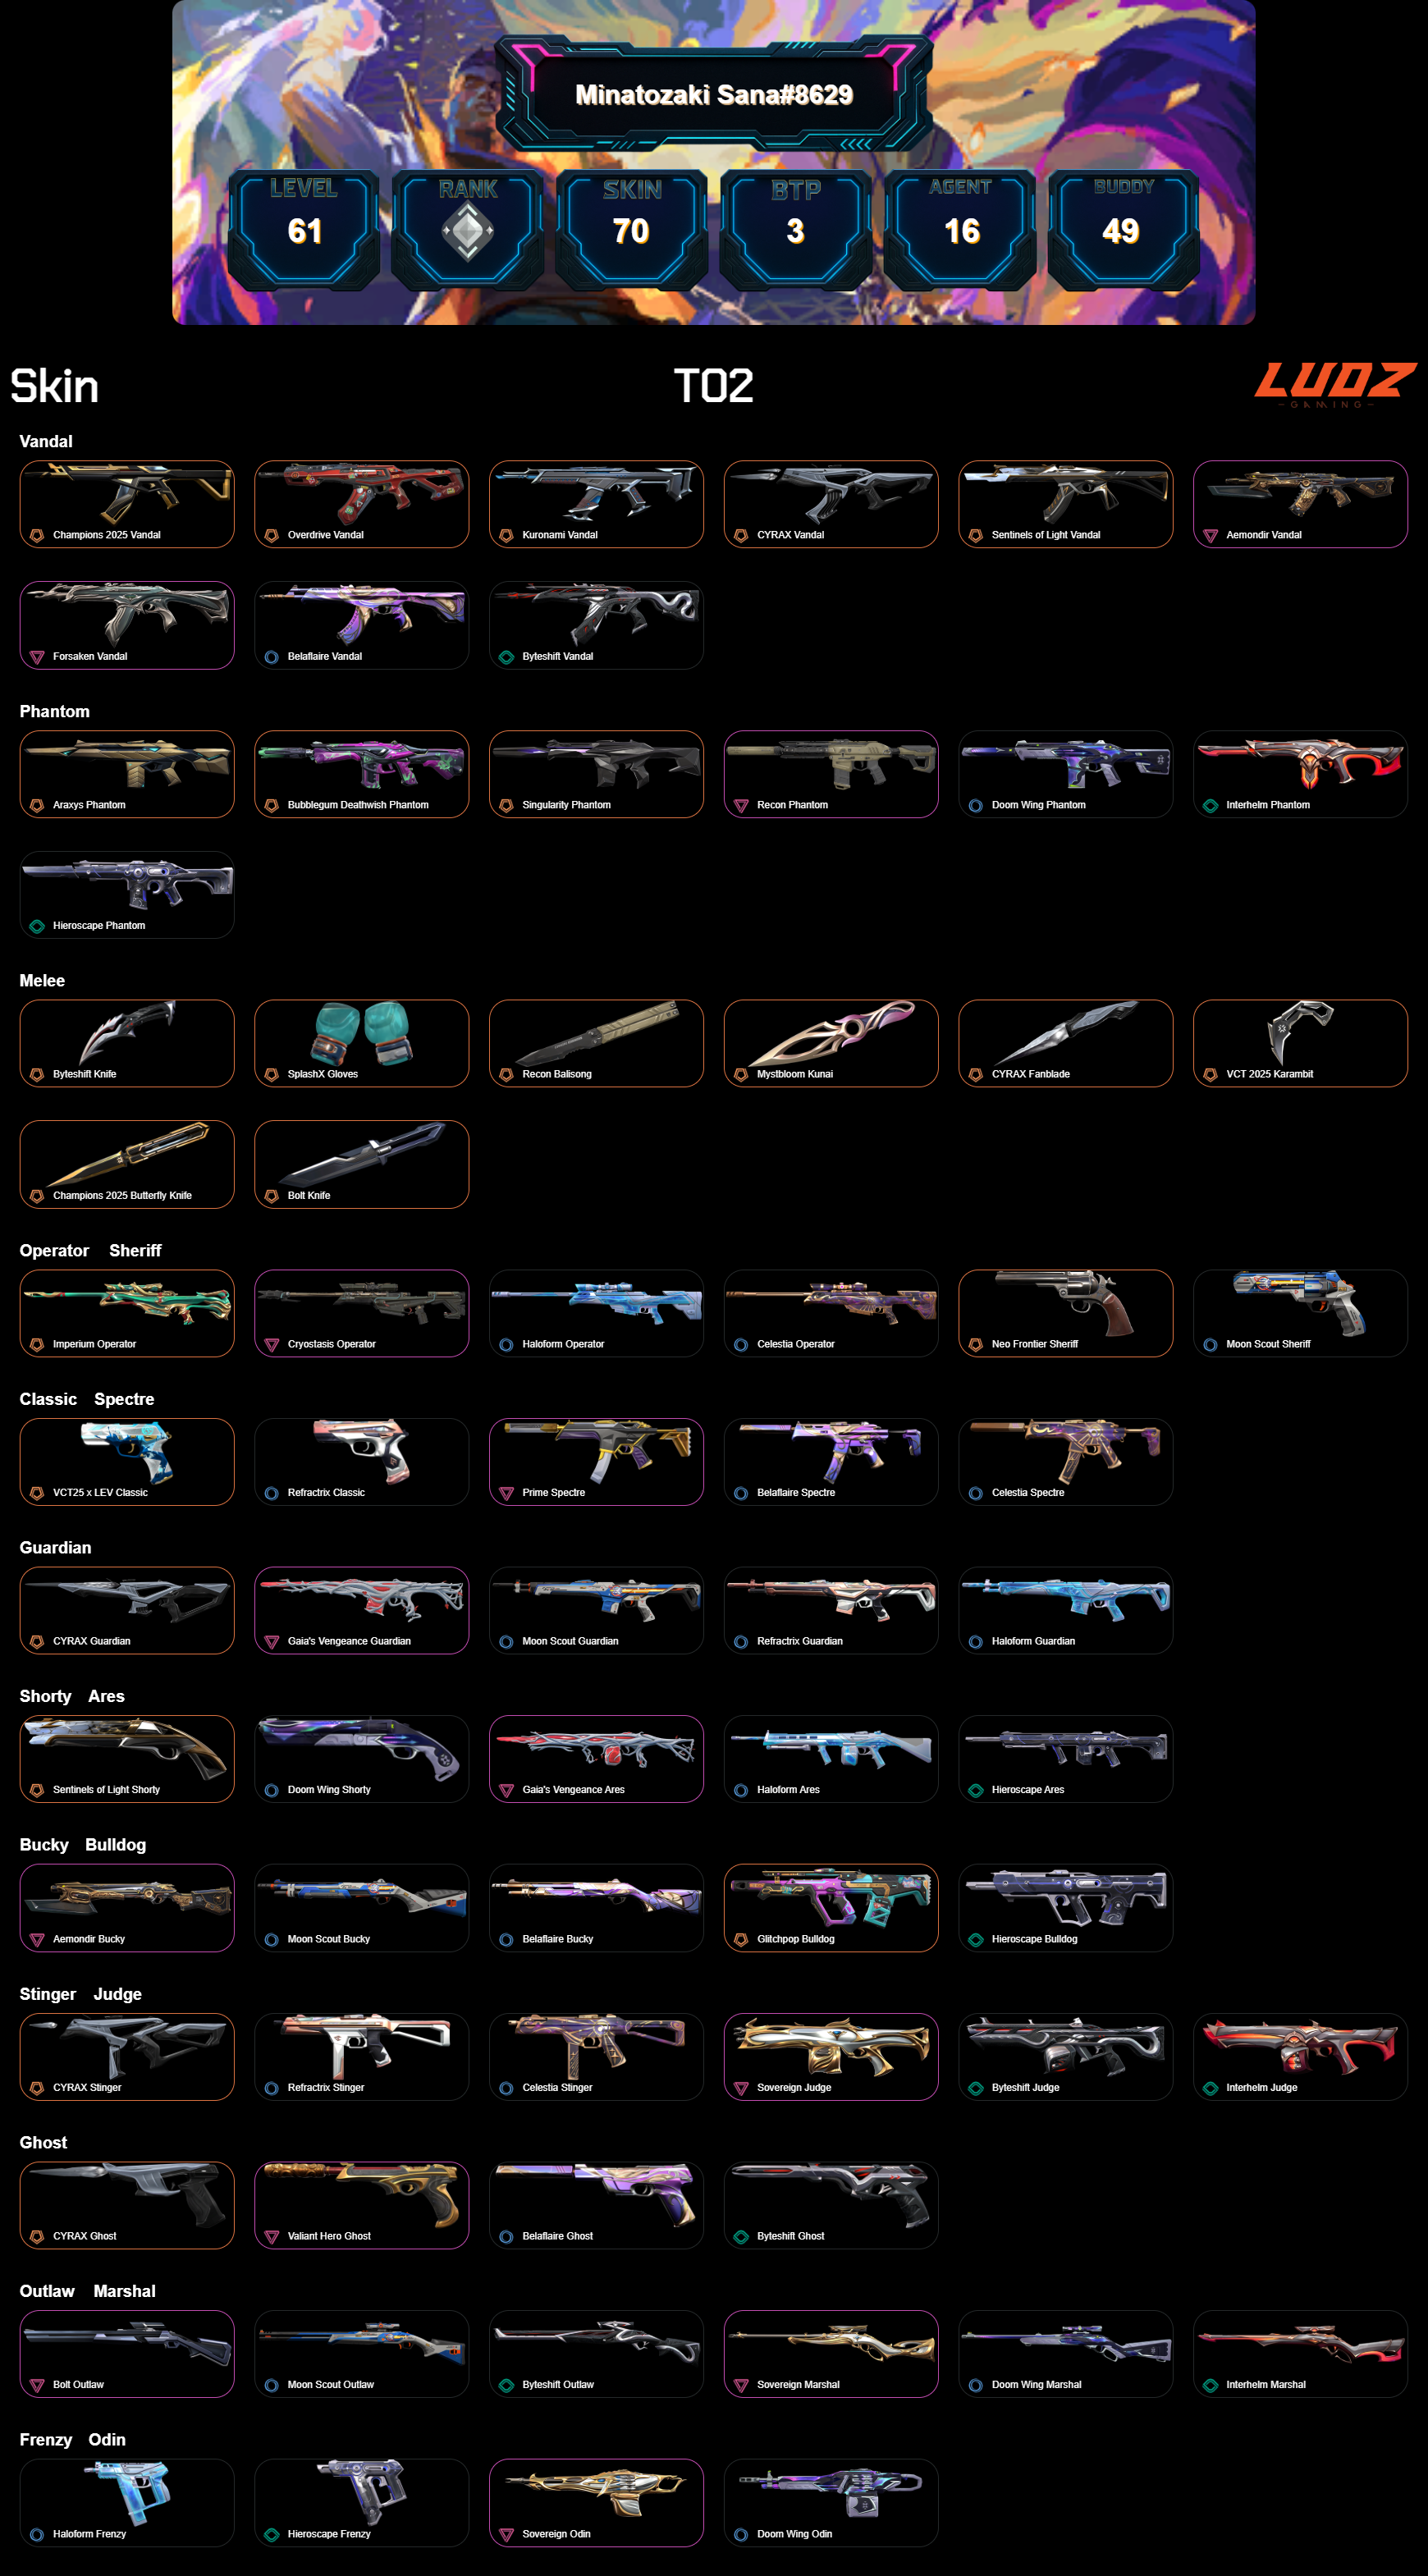 Minatozaki Sana#8629
LEVEL RANK SKIN BTP AGENT BUDDY
61 70 3 16 49
Skin TO2 LUOZ
-GAMING-
Vandal
Champions 2025 Vandal Overdrive Vandal Kuronami Vandal CYRAX Vandal Sentinels of Light Vandal Aemondir Vandal
Forsaken Vandal Belaflaire Vandal Byteshift Vandal
Phantom
Araxys Phantom Bubblegum Deathwish Phantom Singularity Phantom Recon Phantom Doom Wing Phantom Interhelm Phantom
Hieroscape Phantom
Melee
Byteshift Knife SplashX Gloves Recon Balisong Mystbloom Kunai CYRAX Fanblade VCT 2025 Karambit
Champions 2025 Butterfly Knife Bolt Knife
Operator Sheriff
Imperium Operator Cryostasis Operator Haloform Operator Celestia Operator Neo Frontier Sheriff Moon Scout Sheriff
Classic Spectre
VCT25 x LEV Classic Refractrix Classic Prime Spectre Belaflaire Spectre Celestia Spectre
Guardian
CYRAX Guardian Gaia's Vengeance Guardian Moon Scout Guardian Refractrix Guardian Haloform Guardian
Shorty Ares
Sentinels of Light Shorty Doom Wing Shorty Gaia's Vengeance Ares Haloform Ares Hieroscape Ares
Bucky Bulldog
Aemondir Bucky Moon Scout Bucky Belaflaire Bucky Glitchpop Bulldog Hieroscape Bulldog
Stinger Judge
CYRAX Stinger Refractrix Stinger Celestia Stinger Sovereign Judge Byteshift Judge Interhelm Judge
Ghost
CYRAX Ghost Valiant Hero Ghost Belaflaire Ghost Byteshift Ghost
Outlaw Marshal
Bolt Outlaw Moon Scout Outlaw Byteshift Outlaw Sovereign Marshal Doom Wing Marshal Interhelm Marshal
Frenzy Odin
Haloform Frenzy Hieroscape Frenzy Sovereign Odin Doom Wing Odin